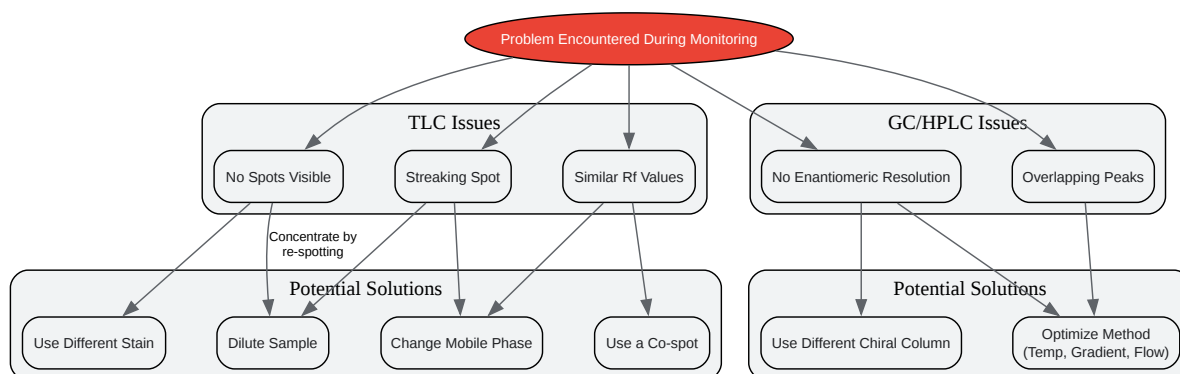 Problem Encountered During Monitoring
TLC Issues
GC/HPLC Issues
No Spots Visible
Streaking Spot
Similar Rf Values
No Enantiomeric Resolution
Overlapping Peaks
Concentrate by
re-spotting
Potential Solutions
Potential Solutions
Use Different Stain
Dilute Sample
Change Mobile Phase
Use a Co-spot
Use Different Chiral Column
Optimize Method
(Temp, Gradient, Flow)